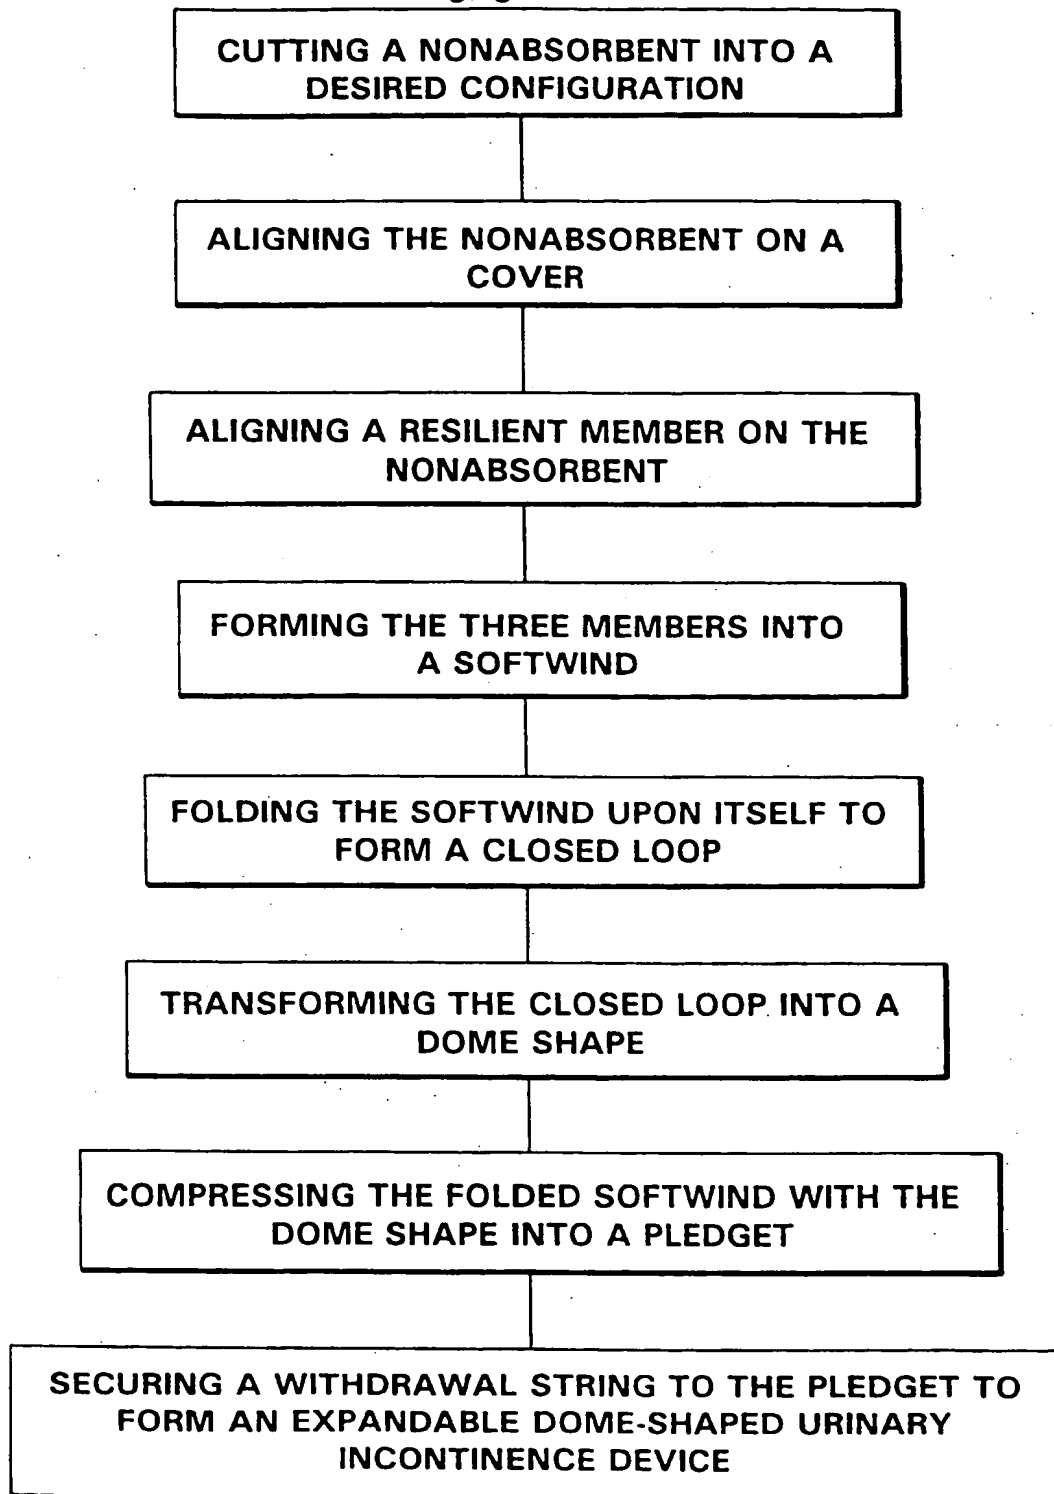 CUTTING A NONABSORBENT INTO A
DESIRED CONFIGURATION
ALIGNING THE NONABSORBENT ON A
COVER
ALIGNING A RESILIENT MEMBER ON THE
NONABSORBENT
FORMING THE THREE MEMBERS INTO
A SOFTWIND
FOLDING THE SOFTWIND UPON ITSELF TO
FORM A CLOSED LOOP
TRANSFORMING THE CLOSED LOOP INTO A
DOME SHAPE
COMPRESSING THE FOLDED SOFTWIND WITH THE
DOME SHAPE INTO A PLEDGET
SECURING A WITHDRAWAL STRING TO THE PLEDGET TO
FORM AN EXPANDABLE DOME-SHAPED URINARY
INCONTINENCE DEVICE